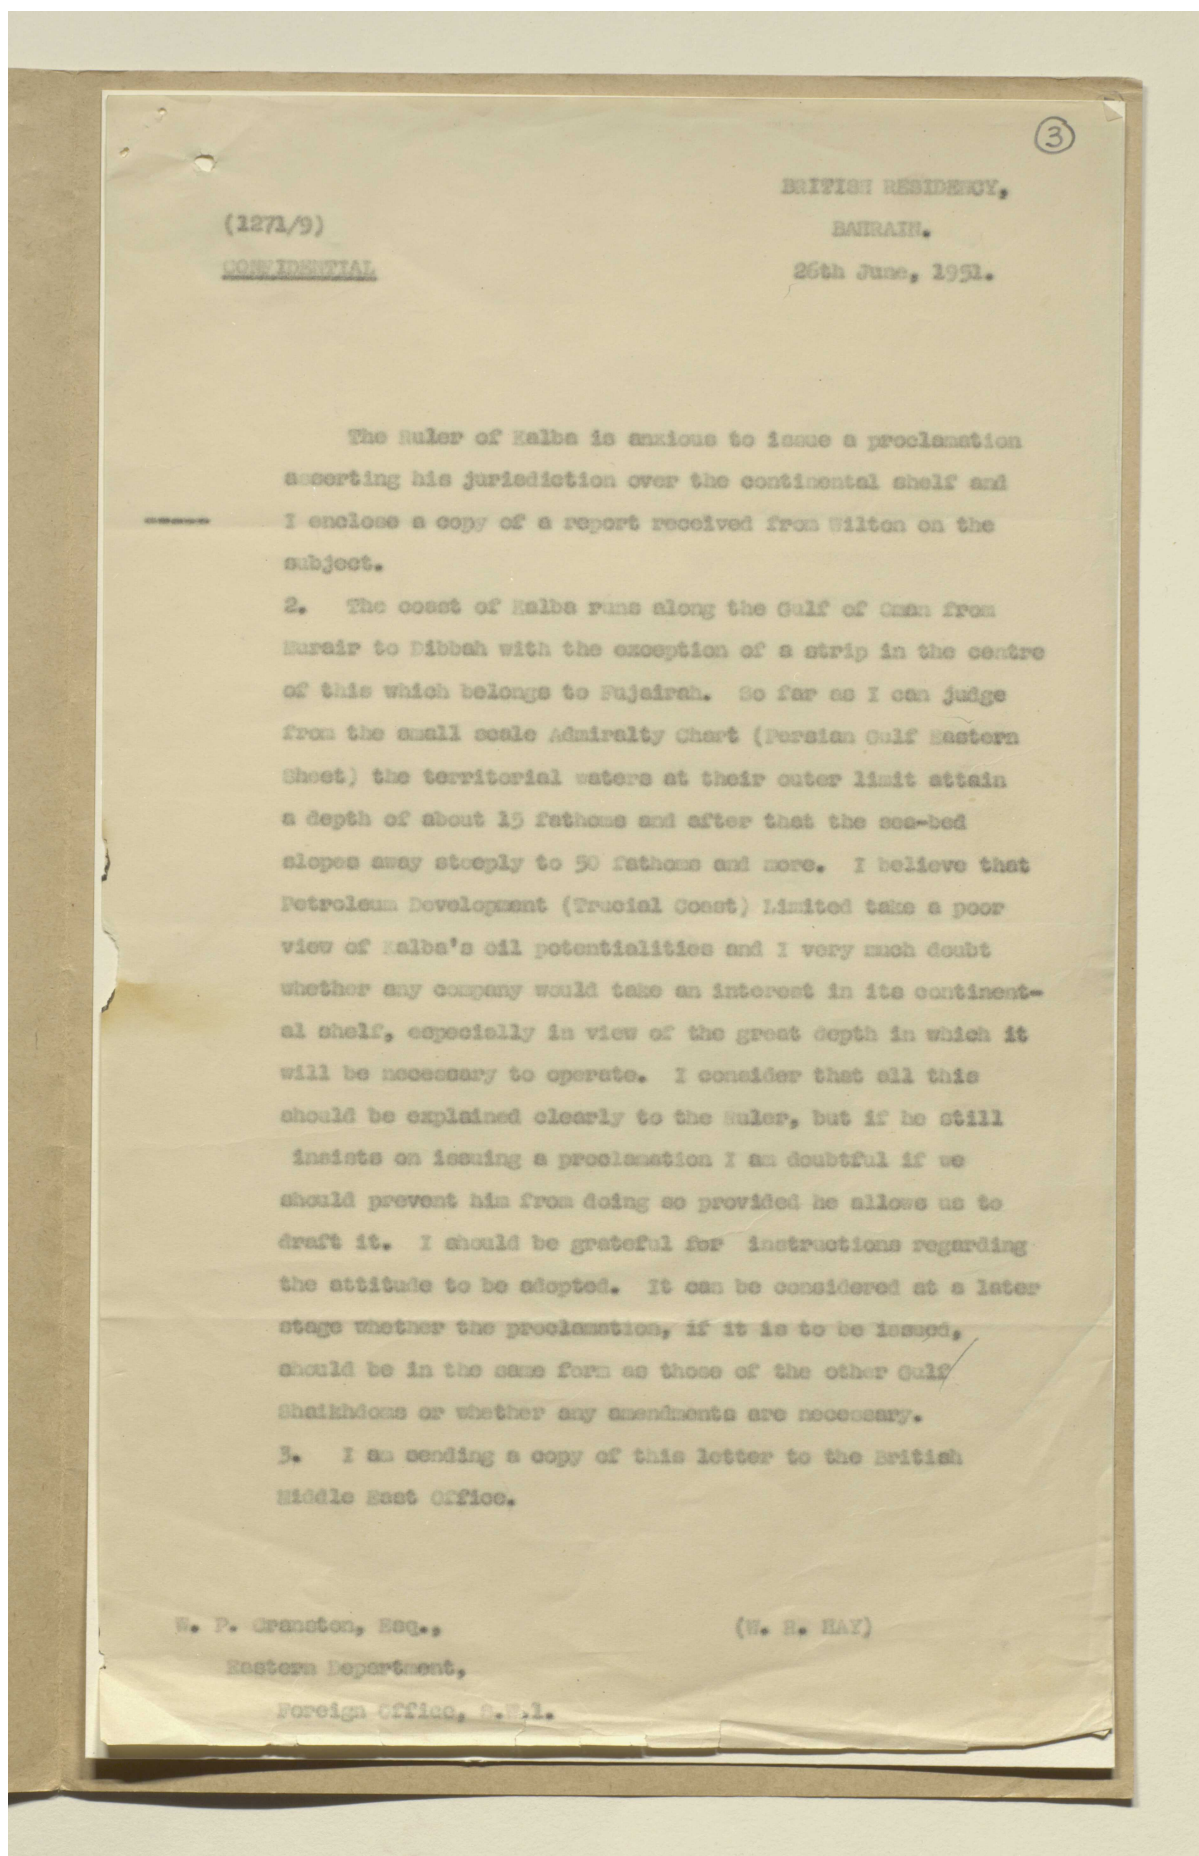 3
BRITISH RESIDENCY,
(1271/9)
BAHRAIN.
CONFIDENTIAL
26th June, 1951.
The Ruler of Kalba is anxious to issue a proclamation
asserting his jurisdiction over the continental shelf and
-----
I enclose a copy of a report received from Wilton on the
subject.
2. The coast of Kalba runs along the Gulf of Oman from
Murair to Dibbah with the exception of a strip in the centre
of this which belongs to Fujairah. So far as I can judge
from the small scale Admiralty Chart (Persian Gulf Eastern
Sheet) the territorial waters at their outer limit attain
a depth of about 15 fathoms and after that the sea-bed
slopes away steeply to 50 fathoms and more. I believe that
Petroleum Development (Trucial Coast) Limited take a poor
view of Kalba's oil potentialities and I very much doubt
whether any company would take an interest in its continent-
al shelf, especially in view of the great depth in which it
will be necessary to operate. I consider that all this
should be explained clearly to the Ruler, but if he still
insists on issuing a proclamation I am doubtful if we
should prevent him from doing so provided he allows us to
draft it. I should be grateful for instructions regarding
the attitude to be adopted. It can be considered at a later
stage whether the proclamation, if it is to be issued,
should be in the same form as those of the other Gulf
Shaikhdoms or whether any amendments are necessary.
3. I am sending a copy of this letter to the British
Middle East Office.
W. P. Cranston, Esq.,
(W. R. HAY)
Eastern Department,
Foreign Office, S.W.1.